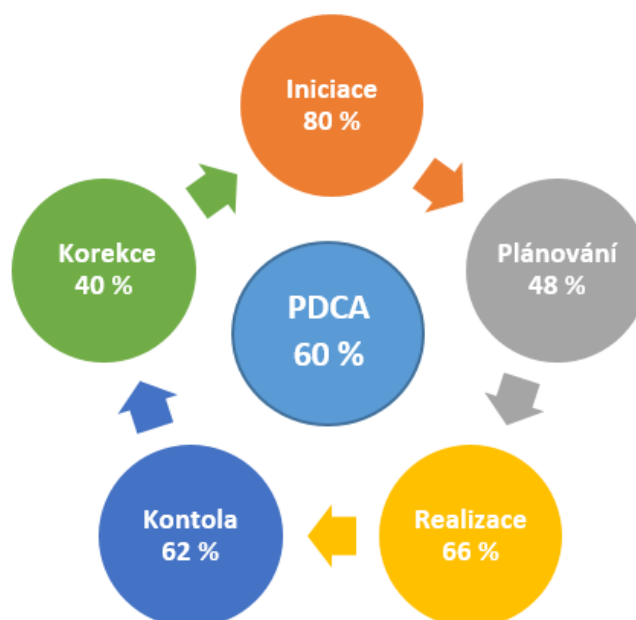 Iniciace
80 %
Plánování
48 %
Realizace
66 %
Kontola
62 %
Korekce
40 %
PDCA
60 %